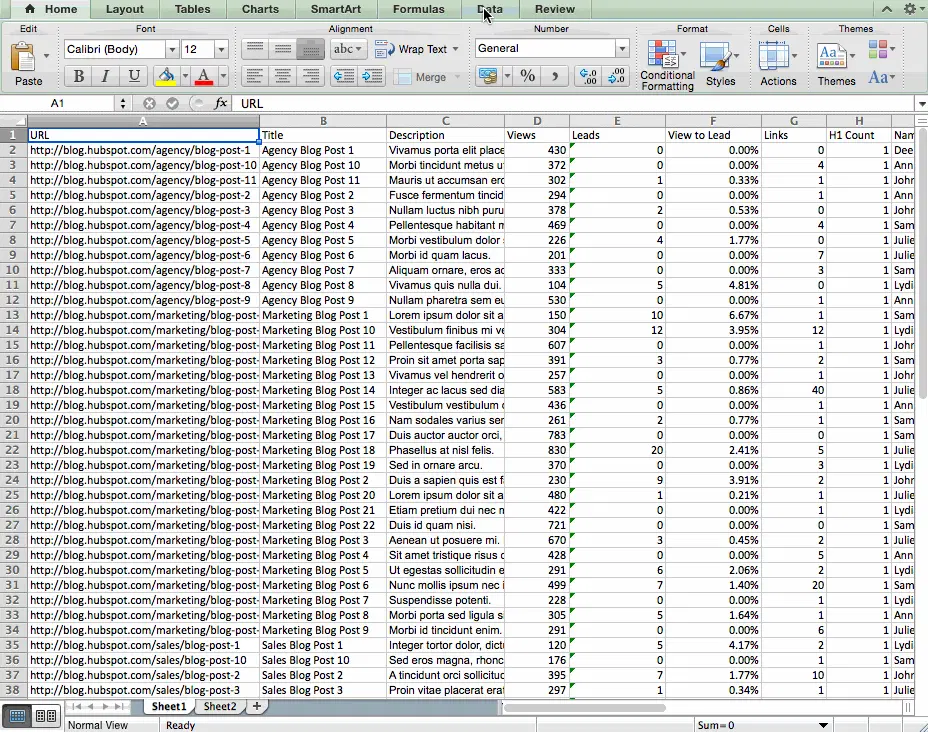 Home Layout Tables Charts SmartArt Formulas Data Review
Edit Font Alignment Number Format Cells Themes
Calibri (Body) 12 abc Wrap Text General
Paste B I U A Merge % , .0 .00 .00 .0 Conditional Formatting Styles Actions Themes Aa Aa
A1 fx URL
A B C D E F G H
1 URL Title Description Views Leads View to Lead Links H1 Count Nam
2 http://blog.hubspot.com/agency/blog-post-1 Agency Blog Post 1 Vivamus porta elit place 430 0 0.00% 0 1 Dee
3 http://blog.hubspot.com/agency/blog-post-10 Agency Blog Post 10 Morbi tincidunt metus u 372 0 0.00% 4 1 Ann
4 http://blog.hubspot.com/agency/blog-post-11 Agency Blog Post 11 Mauris ut accumsan erc 302 1 0.33% 1 1 Johr
5 http://blog.hubspot.com/agency/blog-post-2 Agency Blog Post 2 Fusce fermentum tincid 294 0 0.00% 1 1 Ann
6 http://blog.hubspot.com/agency/blog-post-3 Agency Blog Post 3 Nullam luctus nibh puru 378 2 0.53% 0 1 Johr
7 http://blog.hubspot.com/agency/blog-post-4 Agency Blog Post 4 Pellentesque habitant m 469 0 0.00% 4 1 Sam
8 http://blog.hubspot.com/agency/blog-post-5 Agency Blog Post 5 Morbi vestibulum dolor 226 4 1.77% 0 1 Julie
9 http://blog.hubspot.com/agency/blog-post-6 Agency Blog Post 6 Morbi id quam lacus. 201 0 0.00% 7 1 Julie
10 http://blog.hubspot.com/agency/blog-post-7 Agency Blog Post 7 Aliquam ornare, eros ac 333 0 0.00% 3 1 Sam
11 http://blog.hubspot.com/agency/blog-post-8 Agency Blog Post 8 Vivamus quis nulla dui. 104 5 4.81% 0 1 Lydi
12 http://blog.hubspot.com/agency/blog-post-9 Agency Blog Post 9 Nullam pharetra sem eu 530 0 0.00% 1 1 Ann
13 http://blog.hubspot.com/marketing/blog-post- Marketing Blog Post 1 Lorem ipsum dolor sit a 150 10 6.67% 1 1 Sam
14 http://blog.hubspot.com/marketing/blog-post- Marketing Blog Post 10 Vestibulum finibus mi ve 304 12 3.95% 12 1 Lydi
15 http://blog.hubspot.com/marketing/blog-post- Marketing Blog Post 11 Pellentesque facilisis sa 607 0 0.00% 1 1 Johr
16 http://blog.hubspot.com/marketing/blog-post- Marketing Blog Post 12 Proin sit amet porta sap 391 3 0.77% 2 1 Sam
17 http://blog.hubspot.com/marketing/blog-post- Marketing Blog Post 13 Vivamus vel hendrerit o 257 0 0.00% 1 1 Johr
18 http://blog.hubspot.com/marketing/blog-post- Marketing Blog Post 14 Integer ac lacus sed dia 583 5 0.86% 40 1 Julie
19 http://blog.hubspot.com/marketing/blog-post- Marketing Blog Post 15 Vestibulum vestibulum c 436 0 0.00% 1 1 Ann
20 http://blog.hubspot.com/marketing/blog-post- Marketing Blog Post 16 Nam sodales varius sen 261 2 0.77% 1 1 Sam
21 http://blog.hubspot.com/marketing/blog-post- Marketing Blog Post 17 Duis auctor auctor orci, 783 0 0.00% 0 1 Sam
22 http://blog.hubspot.com/marketing/blog-post- Marketing Blog Post 18 Phasellus at nisl felis. 830 20 2.41% 5 1 Julie
23 http://blog.hubspot.com/marketing/blog-post- Marketing Blog Post 19 Sed in ornare arcu. 370 0 0.00% 3 1 Lydi
24 http://blog.hubspot.com/marketing/blog-post- Marketing Blog Post 2 Duis a sapien quis est f 230 9 3.91% 2 1 Johr
25 http://blog.hubspot.com/marketing/blog-post- Marketing Blog Post 20 Lorem ipsum dolor sit a 480 1 0.21% 1 1 Julie
26 http://blog.hubspot.com/marketing/blog-post- Marketing Blog Post 21 Etiam pretium dui nec m 422 0 0.00% 1 1 Lydi
27 http://blog.hubspot.com/marketing/blog-post- Marketing Blog Post 22 Duis id quam nisi. 721 0 0.00% 0 1 Sam
28 http://blog.hubspot.com/marketing/blog-post- Marketing Blog Post 3 Aenean ut posuere mi. 670 3 0.45% 2 1 Julie
29 http://blog.hubspot.com/marketing/blog-post- Marketing Blog Post 4 Sit amet tristique risus c 428 0 0.00% 5 1 Ann
30 http://blog.hubspot.com/marketing/blog-post- Marketing Blog Post 5 Ut egestas sollicitudin e 291 6 2.06% 2 1 Lydi
31 http://blog.hubspot.com/marketing/blog-post- Marketing Blog Post 6 Nunc mollis ipsum nec i 499 7 1.40% 20 1 Sam
32 http://blog.hubspot.com/marketing/blog-post- Marketing Blog Post 7 Suspendisse potenti. 228 0 0.00% 1 1 Lydi
33 http://blog.hubspot.com/marketing/blog-post- Marketing Blog Post 8 Morbi porta sed ligula s 305 5 1.64% 1 1 Ann
34 http://blog.hubspot.com/marketing/blog-post- Marketing Blog Post 9 Morbi id tincidunt enim. 291 0 0.00% 6 1 Julie
35 http://blog.hubspot.com/sales/blog-post-1 Sales Blog Post 1 Integer tortor dolor, dict 120 5 4.17% 2 1 Lydi
36 http://blog.hubspot.com/sales/blog-post-10 Sales Blog Post 10 Sed eros magna, rhonc 176 0 0.00% 1 1 Sam
37 http://blog.hubspot.com/sales/blog-post-2 Sales Blog Post 2 A tincidunt orci sollicituc 395 7 1.77% 10 1 Johr
38 http://blog.hubspot.com/sales/blog-post-3 Sales Blog Post 3 Proin vitae placerat erat 297 1 0.34% 1 1 Johr
Sheet1 Sheet2 +
Normal View Ready Sum=0